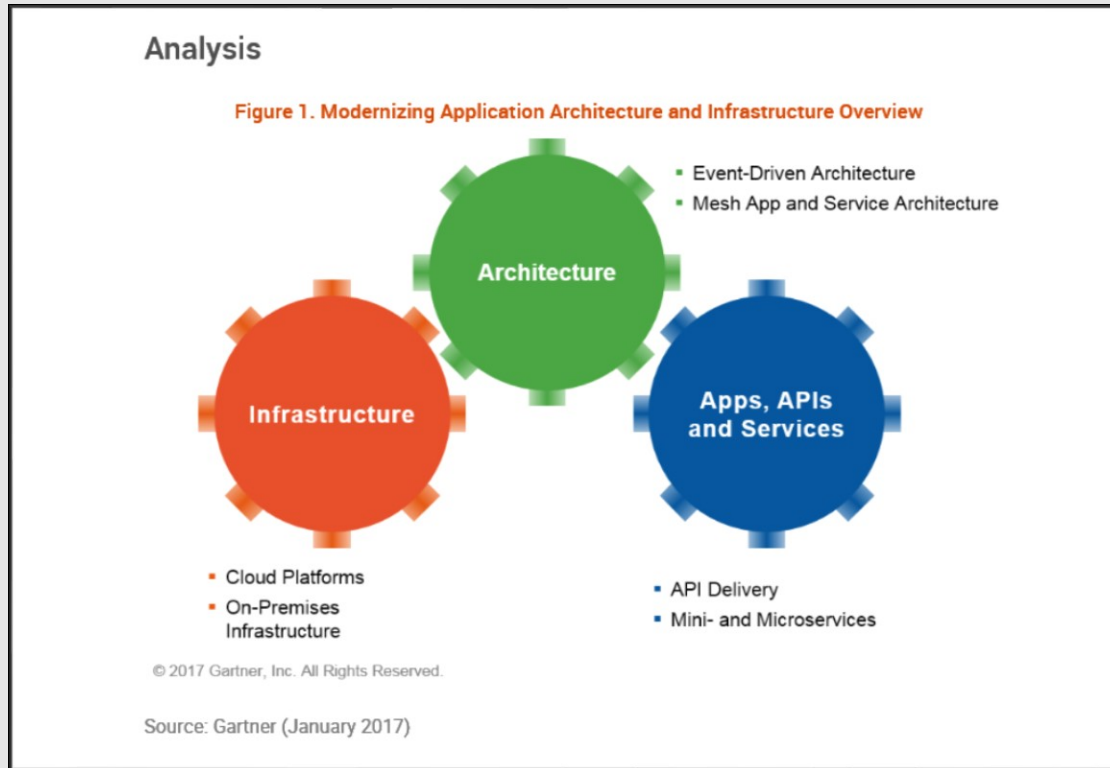 Analysis
Figure 1. Modernizing Application Architecture and Infrastructure Overview
▪ Event-Driven Architecture
▪ Mesh App and Service Architecture
Architecture
Infrastructure
Apps, APIs
and Services
▪ Cloud Platforms
▪ On-Premises
Infrastructure
▪ API Delivery
▪ Mini- and Microservices
© 2017 Gartner, Inc. All Rights Reserved.
Source: Gartner (January 2017)